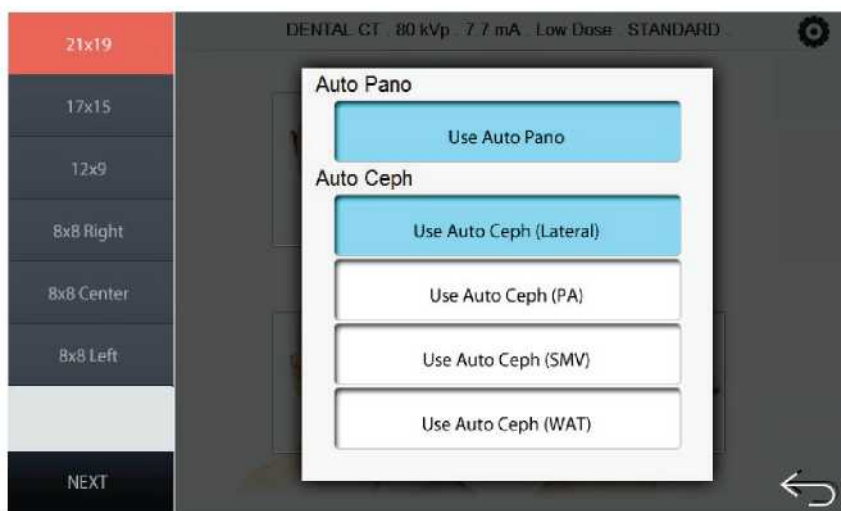 21x19
17x15
12x9
8x8 Right
8x8 Center
8x8 Left
NEXT
DENTAL CT . 80 kVp . 7.7 mA . Low Dose . STANDARD .
Auto Pano
Use Auto Pano
Auto Ceph
Use Auto Ceph (Lateral)
Use Auto Ceph (PA)
Use Auto Ceph (SMV)
Use Auto Ceph (WAT)